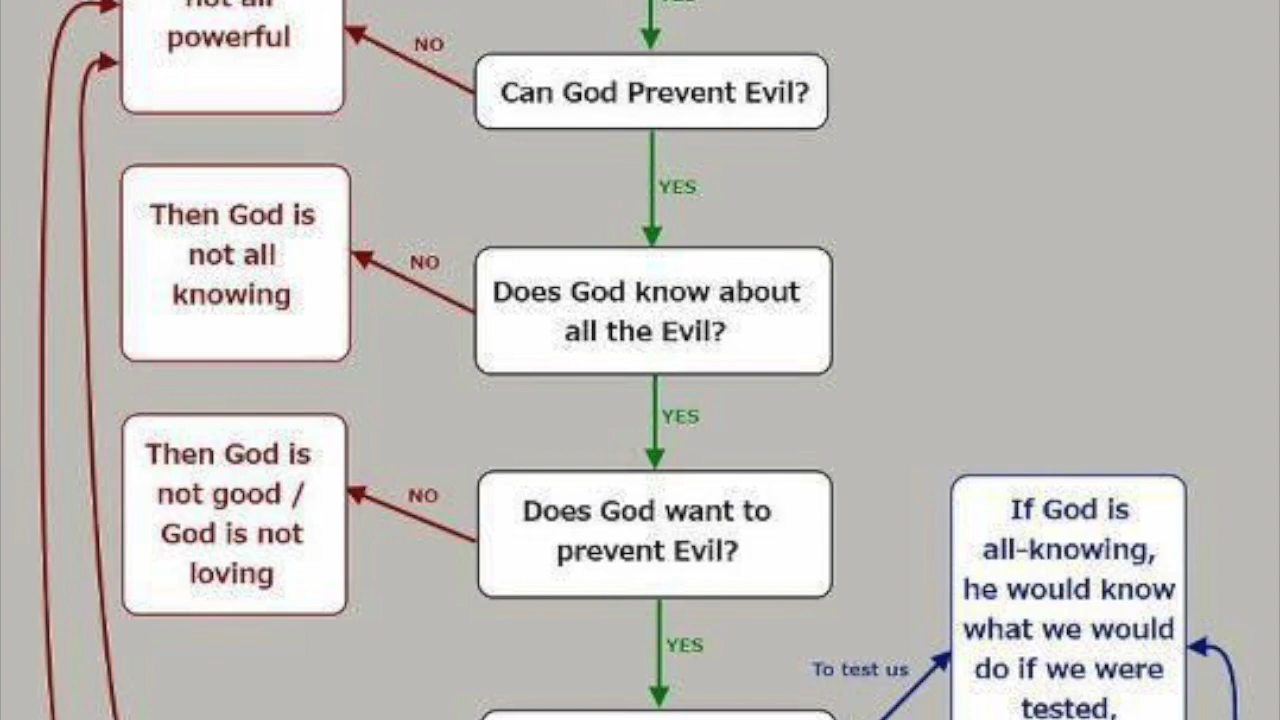 not all
powerful
NO
YES
Can God Prevent Evil?
YES
Then God is
not all
knowing
NO
Does God know about
all the Evil?
YES
Then God is
not good /
God is not
loving
NO
Does God want to
prevent Evil?
YES
To test us
If God is
all-knowing,
he would know
what we would
do if we were
tested,